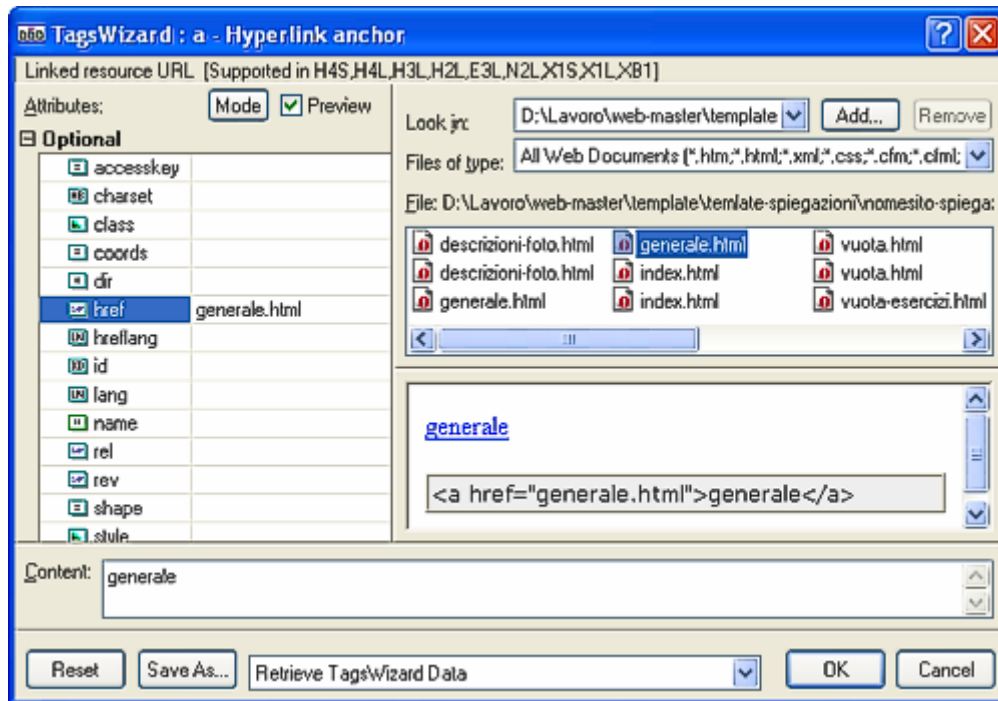 TagsWizard : a - Hyperlink anchor
Linked resource URL [Supported in H4S,H4L,H3L,H2L,E3L,N2L,X1S,X1L,XB1]
Attributes: Mode Preview
Optional
accesskey
charset
class
coords
dir
href generale.html
hreflang
id
lang
name
rel
rev
shape
style
Look in: D:\Lavoro\web-master\template Add... Remove
Files of type: All Web Documents (*.htm;*.html;*.xml;*.css;*.cfm;*.cfml;
File: D:\Lavoro\web-master\template\temlate-spiegazioni\nomesito-spiega:
descrizioni-foto.html generale.html vuota.html
descrizioni-foto.html index.html vuota.html
generale.html index.html vuota-esercizi.html
generale
<a href="generale.html">generale</a>
Content: generale
Reset Save As... Retrieve TagsWizard Data OK Cancel